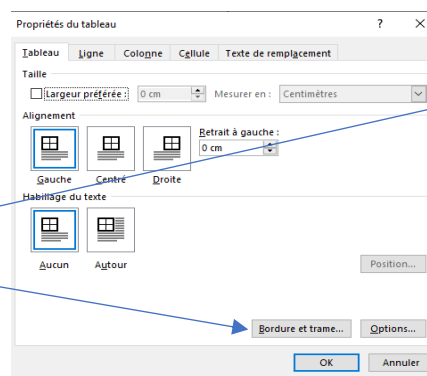 Propriétés du tableau ? ×
Tableau Ligne Colonne Cellule Texte de remplacement
Taille
Largeur préférée : 0 cm Mesurer en : Centimètres
Alignement
Retrait à gauche :
0 cm
Gauche Centré Droite
Habillage du texte
Aucun Autour
Position...
Bordure et trame... Options...
OK Annuler